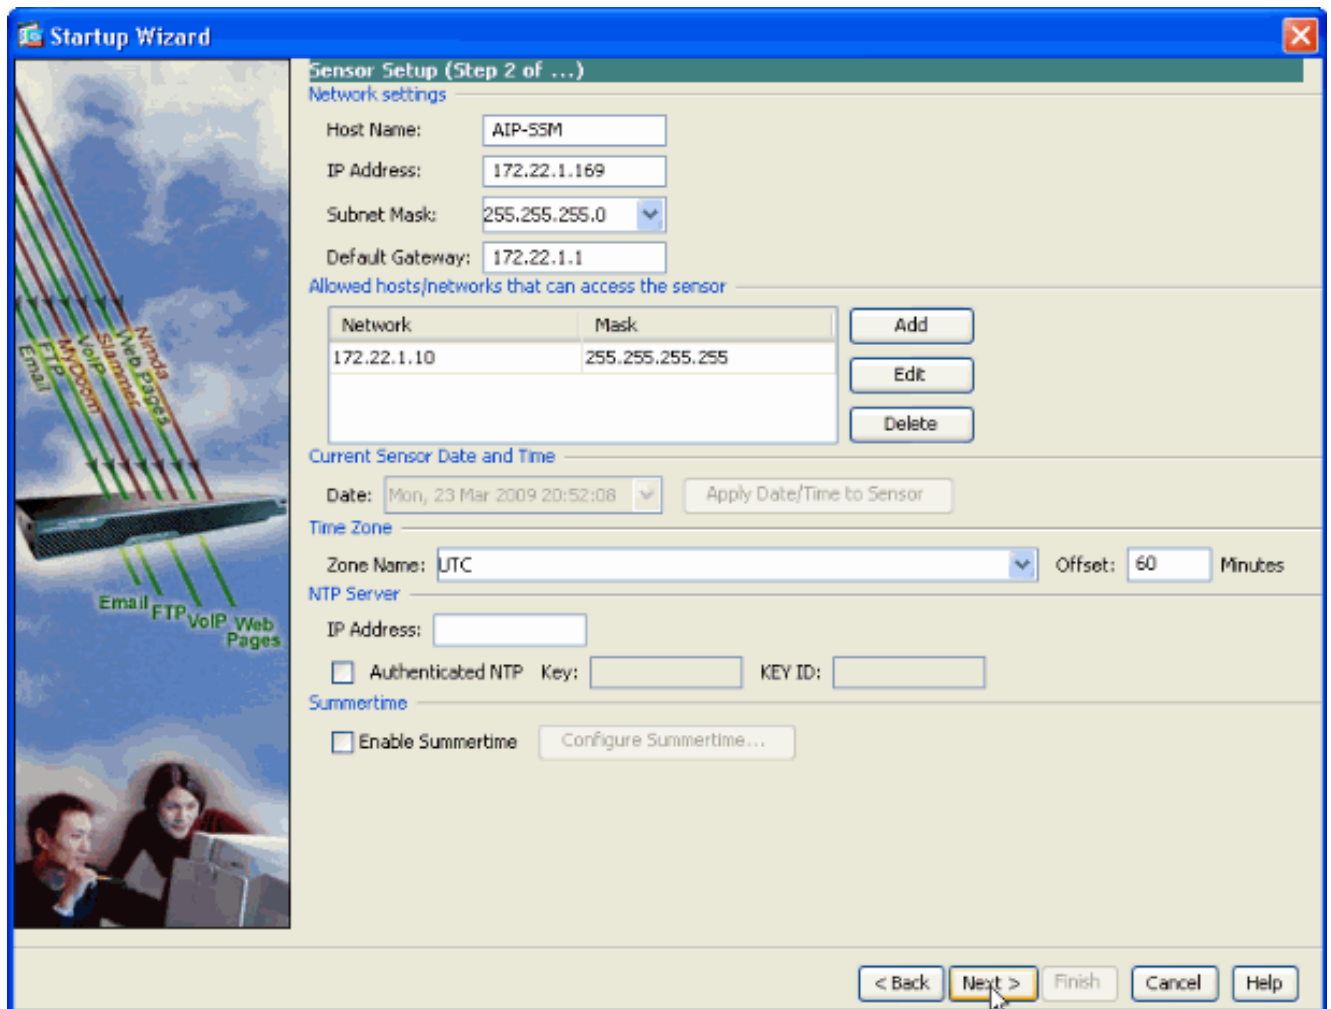 Startup Wizard
Sensor Setup (Step 2 of ...)
Network settings
Host Name: AIP-SSM
IP Address: 172.22.1.169
Subnet Mask: 255.255.255.0
Default Gateway: 172.22.1.1
Allowed hosts/networks that can access the sensor
Network Mask Add
172.22.1.10 255.255.255.255
Edit
Delete
Current Sensor Date and Time
Date: Mon, 23 Mar 2009 20:52:08 Apply Date/Time to Sensor
Time Zone
Zone Name: UTC Offset: 60 Minutes
NTP Server
IP Address:
Authenticated NTP Key: KEY ID:
Summertime
Enable Summertime Configure Summertime...
Email
FTP
MyDoom
VoIP
Slammer
Web Pages
Nimda
Email FTP VoIP Web Pages
< Back Next > Finish Cancel Help